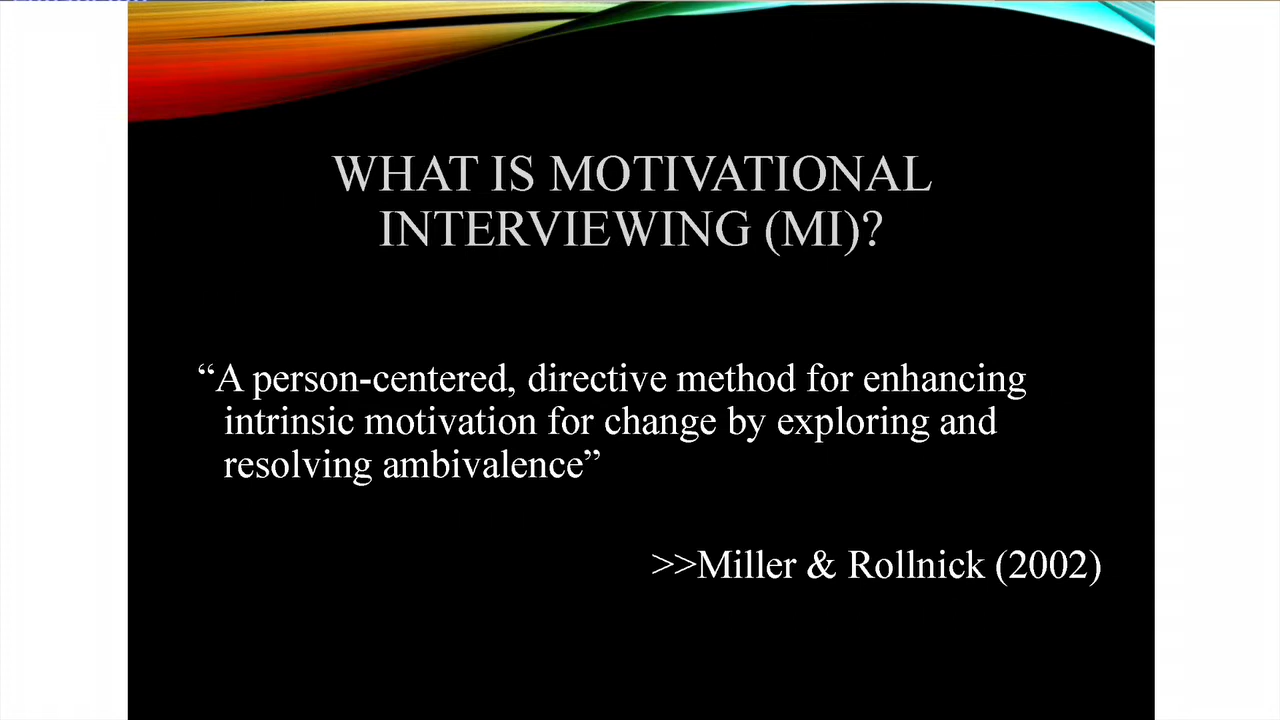 WHAT IS MOTIVATIONAL
INTERVIEWING (MI)?
“A person-centered, directive method for enhancing
intrinsic motivation for change by exploring and
resolving ambivalence”
>>Miller & Rollnick (2002)